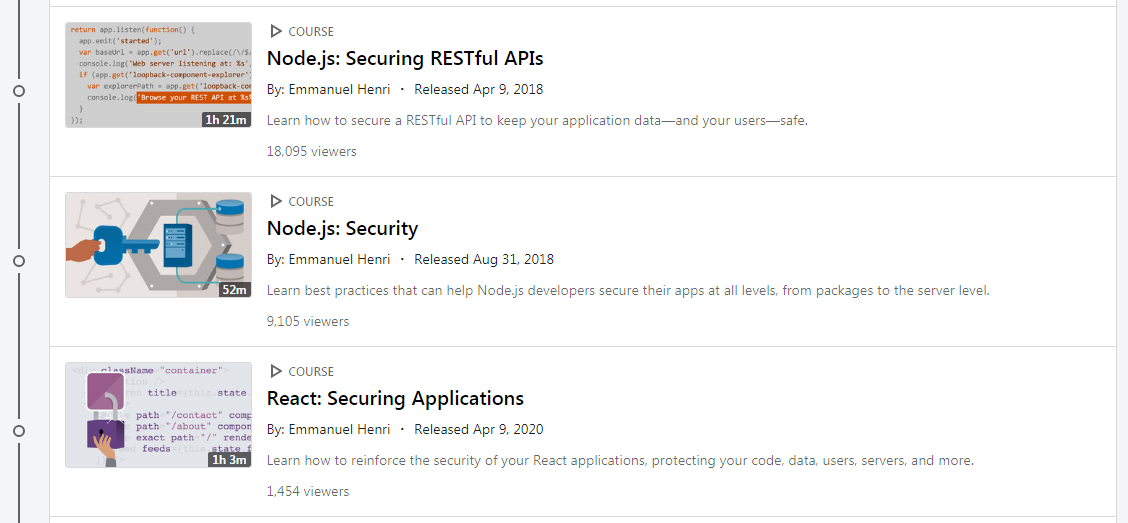 return app.listen(function() {
app.emit('started');
var baseUrl = app.get('url').replace(/\/$/
console.log('Web server listening at: %s',
if (app.get('loopback-component-explorer')
var explorerPath = app.get('loopback-con
console.log('Browse your REST API at %s%
}
});
1h 21m
COURSE
Node.js: Securing RESTful APIs
By: Emmanuel Henri · Released Apr 9, 2018
Learn how to secure a RESTful API to keep your application data—and your users—safe.
18,095 viewers
52m
COURSE
Node.js: Security
By: Emmanuel Henri · Released Aug 31, 2018
Learn best practices that can help Node.js developers secure their apps at all levels, from packages to the server level.
9,105 viewers
className="container">
title={this.state.
path="/contact" comp
path="/about" compon
exact path="/" rende
feeds={this.state.f
1h 3m
COURSE
React: Securing Applications
By: Emmanuel Henri · Released Apr 9, 2020
Learn how to reinforce the security of your React applications, protecting your code, data, users, servers, and more.
1,454 viewers